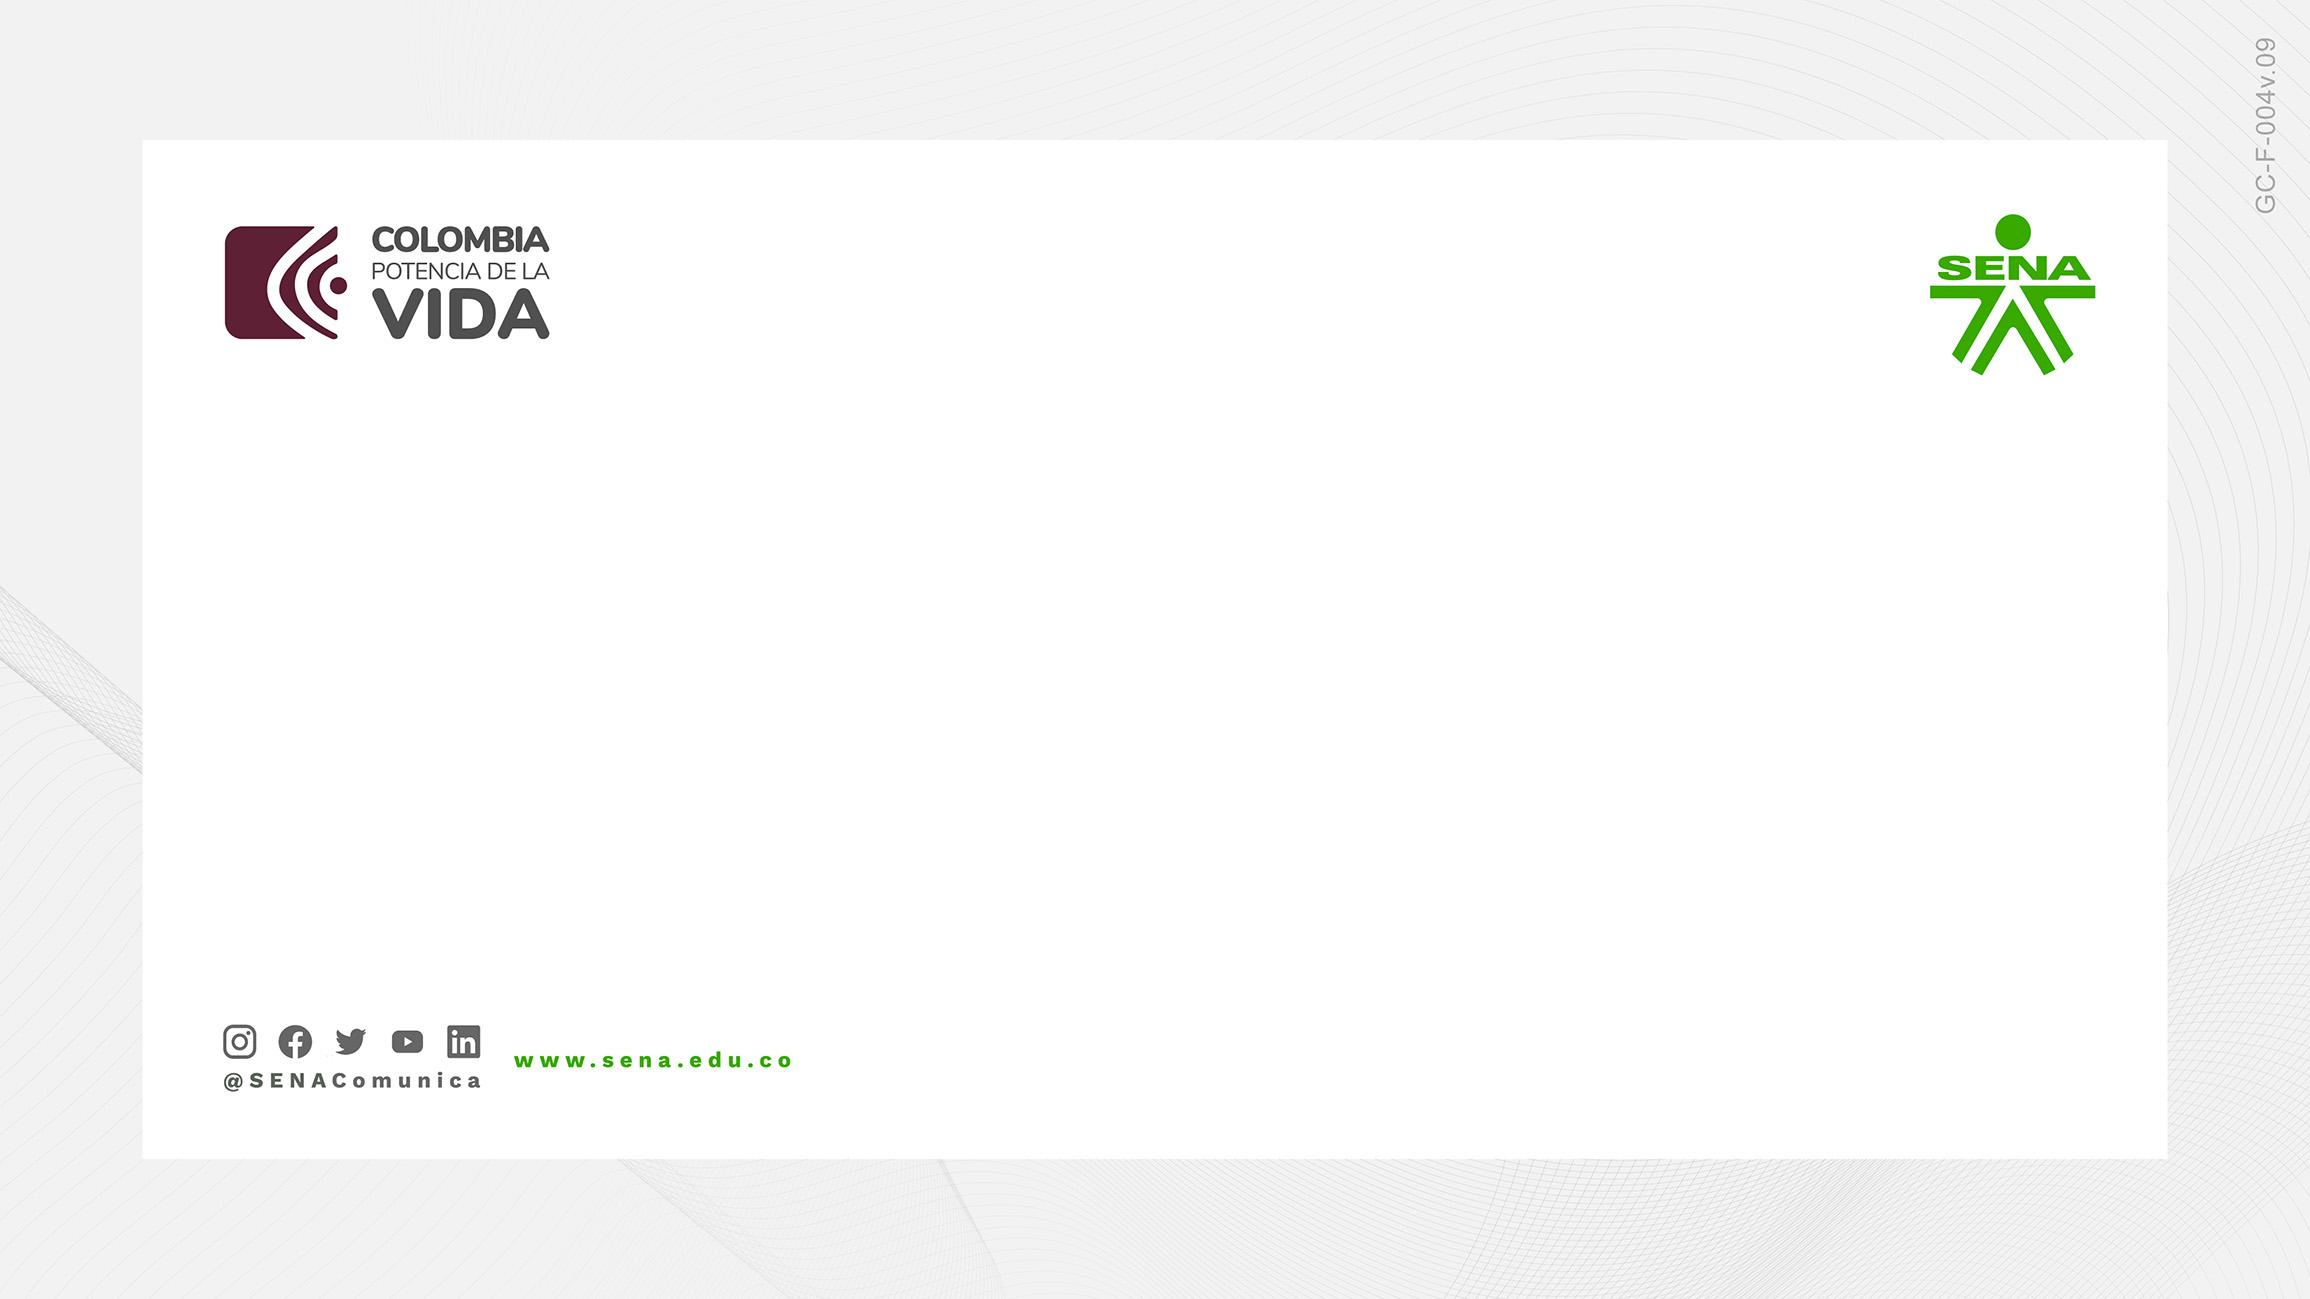 GC-F-004v.09
COLOMBIA
POTENCIA DE LA
VIDA
SENA
@SENAComunica
www.sena.edu.co